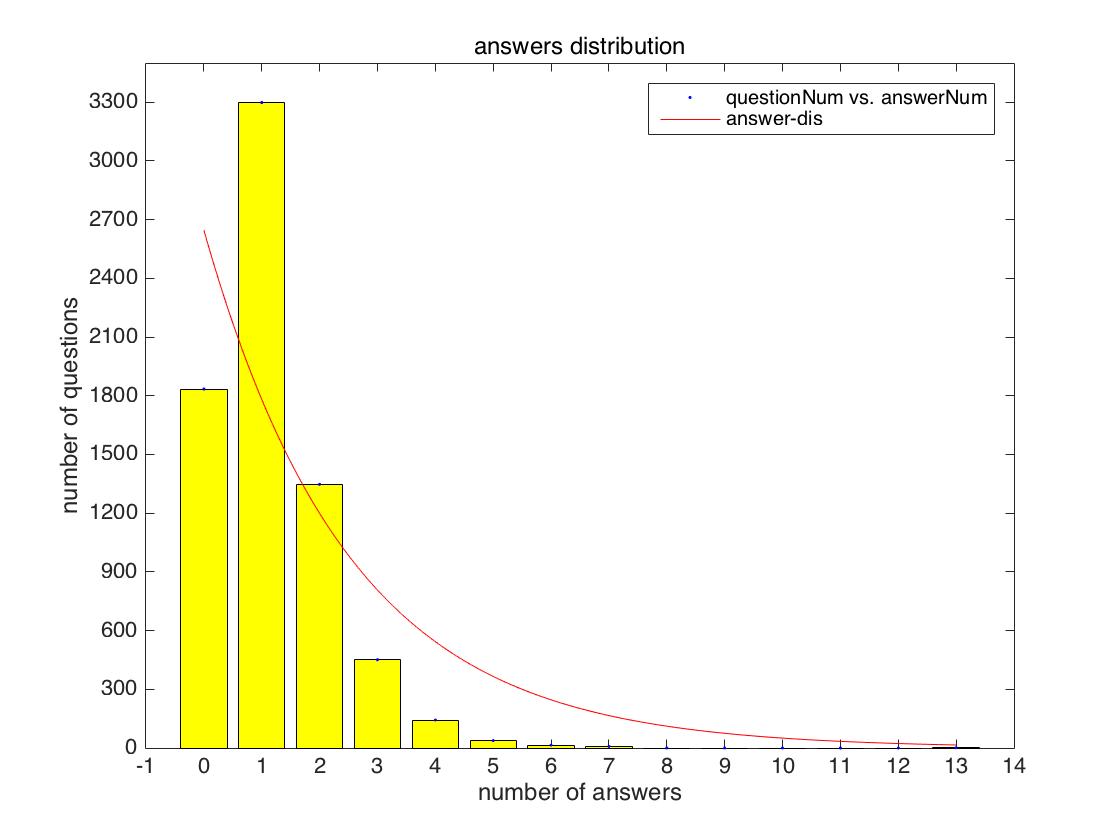 answers distribution
questionNum vs. answerNum
answer-dis
number of questions
3300
3000
2700
2400
2100
1800
1500
1200
900
600
300
0
-1 0 1 2 3 4 5 6 7 8 9 10 11 12 13 14
number of answers